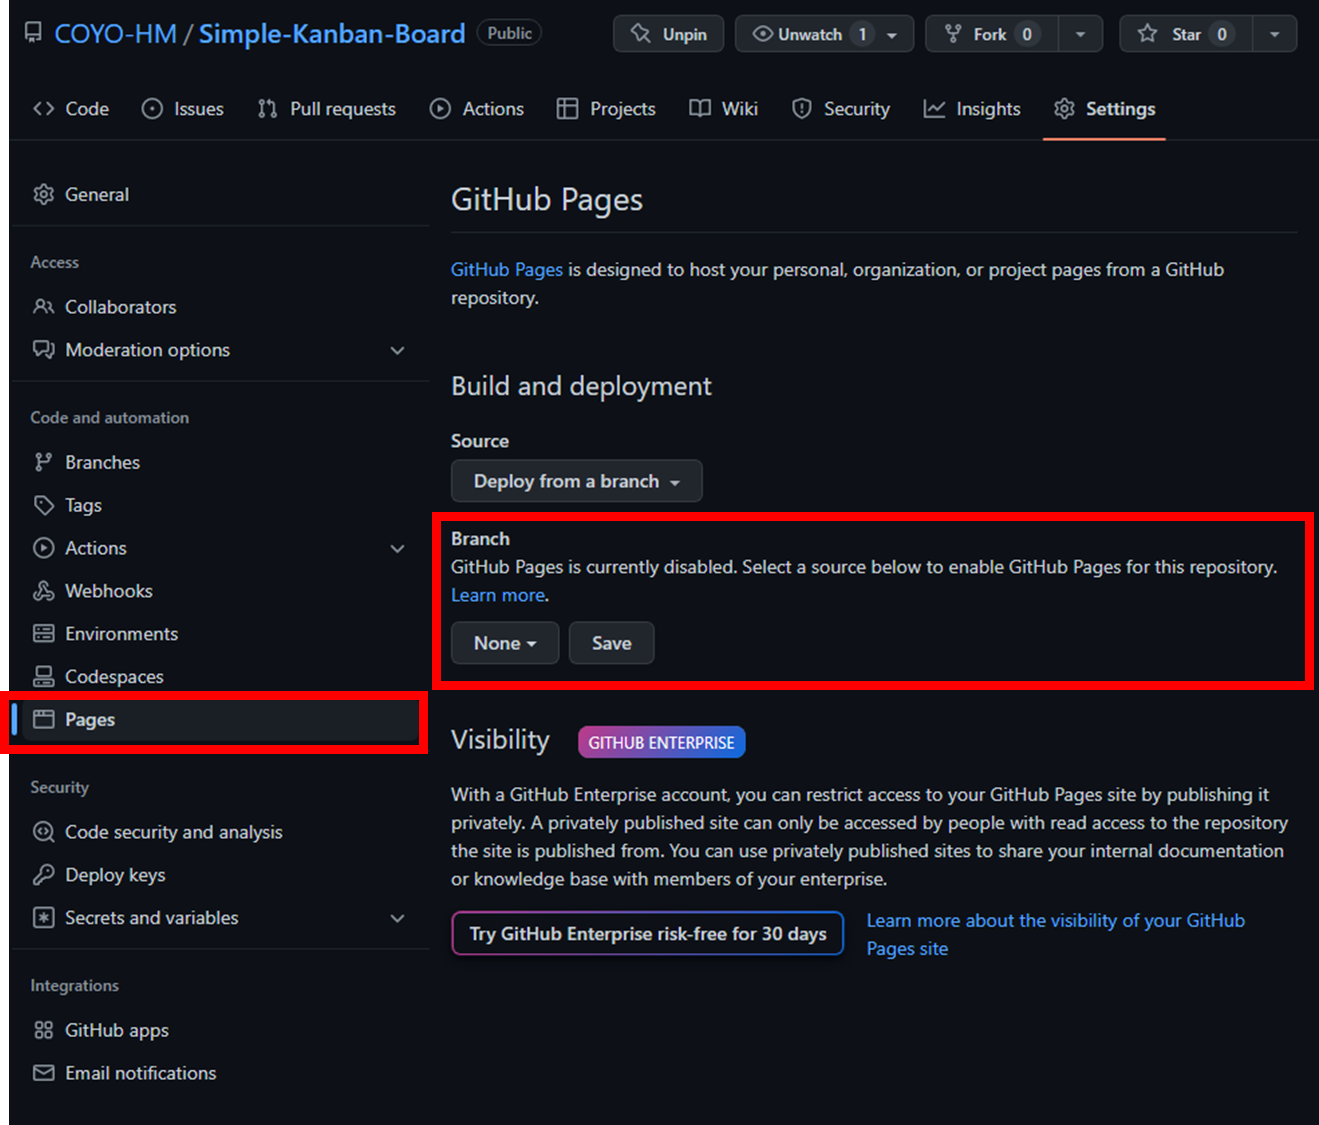 COYO-HM / Simple-Kanban-Board Public Unpin Unwatch 1 Fork 0 Star 0
Code Issues Pull requests Actions Projects Wiki Security Insights Settings
General
Access
Collaborators
Moderation options
Code and automation
Branches
Tags
Actions
Webhooks
Environments
Codespaces
Pages
Security
Code security and analysis
Deploy keys
Secrets and variables
Integrations
GitHub apps
Email notifications
GitHub Pages
GitHub Pages is designed to host your personal, organization, or project pages from a GitHub
repository.
Build and deployment
Source
Deploy from a branch
Branch
GitHub Pages is currently disabled. Select a source below to enable GitHub Pages for this repository.
Learn more.
None Save
Visibility GITHUB ENTERPRISE
With a GitHub Enterprise account, you can restrict access to your GitHub Pages site by publishing it
privately. A privately published site can only be accessed by people with read access to the repository
the site is published from. You can use privately published sites to share your internal documentation
or knowledge base with members of your enterprise.
Try GitHub Enterprise risk-free for 30 days
Learn more about the visibility of your GitHub
Pages site